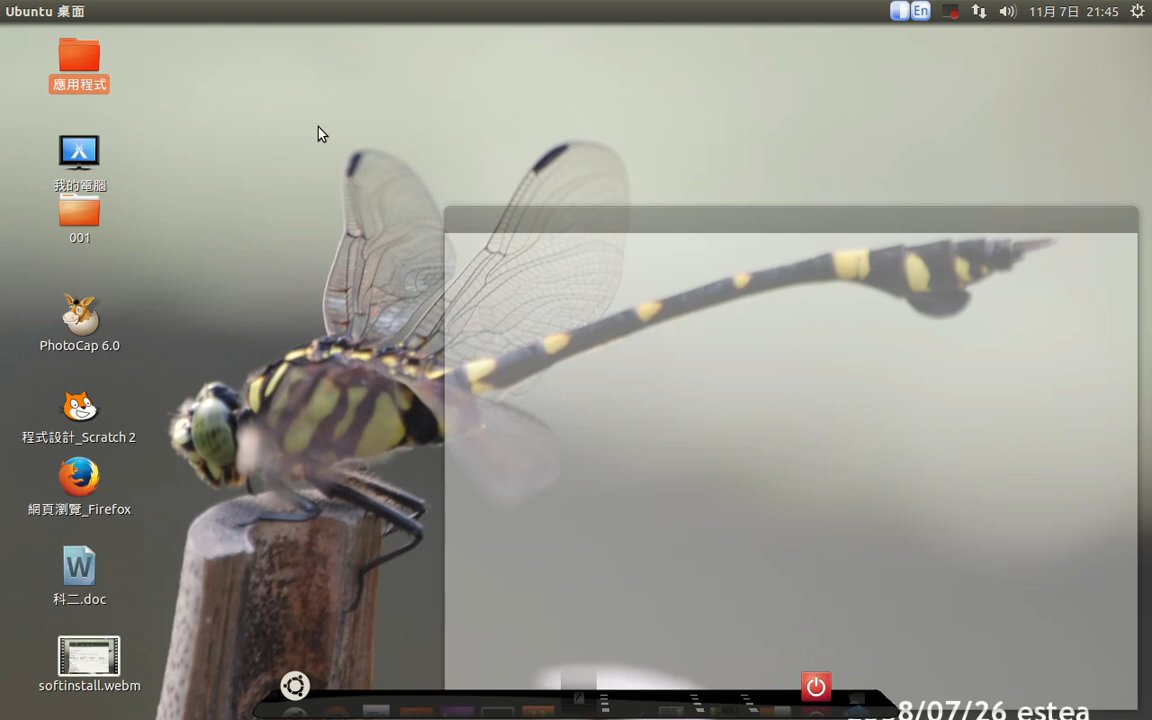 Ubuntu 桌面
En
11月 7日 21:45
應用程式
我的電腦
001
PhotoCap 6.0
程式設計_Scratch 2
網頁瀏覽_Firefox
W
科二.doc
softinstall.webm
8/07/26 estea